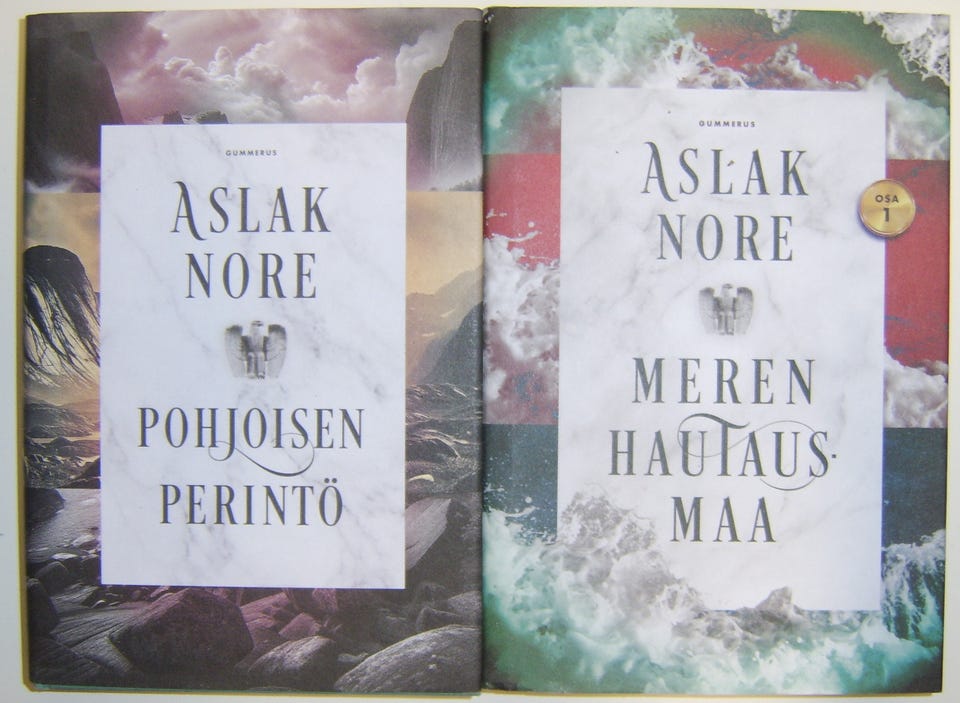 GUMMERUS
ASLAK
NORE
POHJOISEN
PERINTÖ
GUMMERUS
ASLAK
NORE
OSA
1
MEREN
HAUTAUS-
MAA